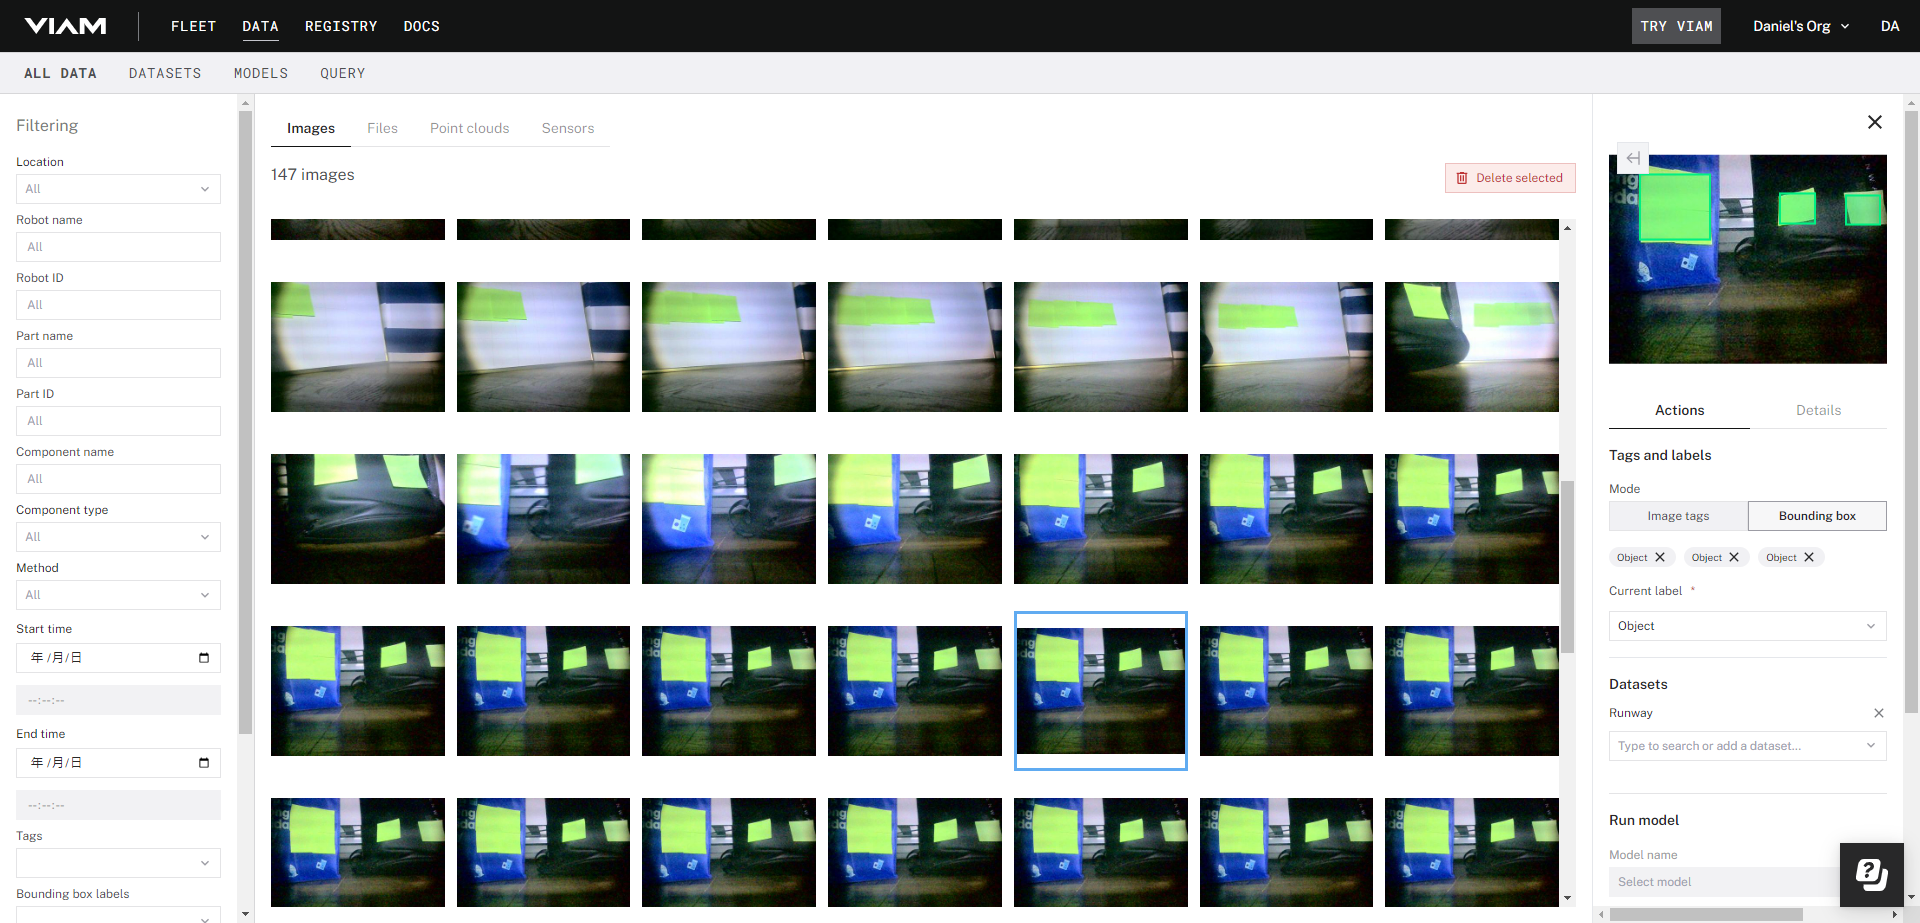 VIAM
FLEET
DATA
REGISTRY
DOCS
TRY VIAM
Daniel's Org
DA
ALL DATA
DATASETS
MODELS
QUERY
Filtering
Location
All
Robot name
All
Robot ID
All
Part name
All
Part ID
All
Component name
All
Component type
All
Method
All
Start time
年 /月/日
--:--:--
End time
年 /月/日
--:--:--
Tags
Bounding box labels
Images
Files
Point clouds
Sensors
147 images
Delete selected
Actions
Details
Tags and labels
Mode
Image tags
Bounding box
Object
Object
Object
Current label *
Object
Datasets
Runway
Type to search or add a dataset...
Run model
Model name
Select model